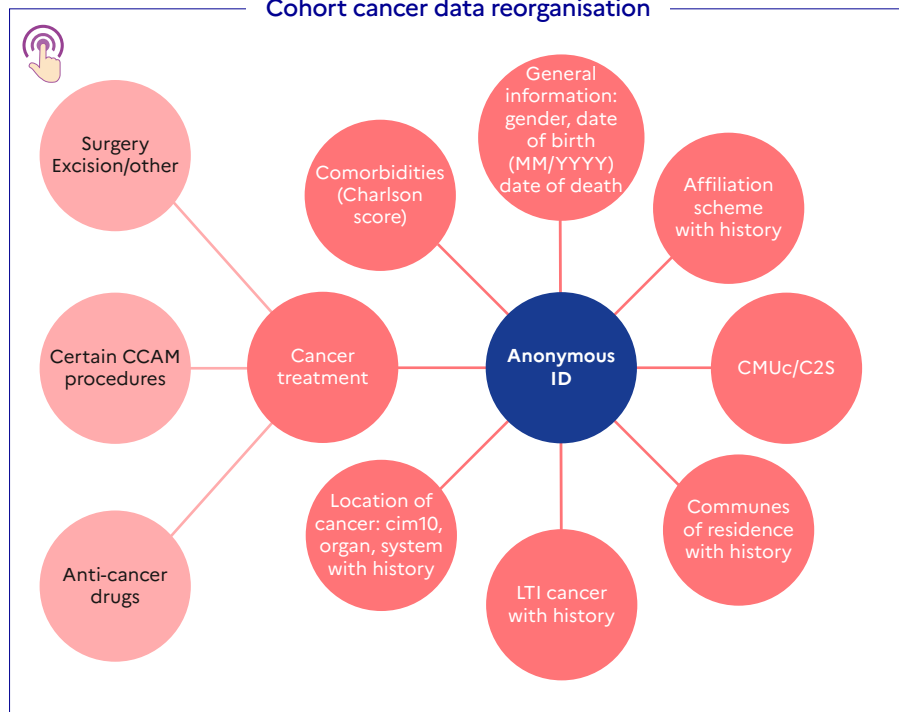 Cohort cancer data reorganisation
General
information:
gender, date
of birth
(MM/YYYY)
date of death
Surgery
Excision/other
Comorbidities
(Charlson
score)
Affiliation
scheme
with history
Certain CCAM
procedures
Cancer
treatment
Anonymous
ID
CMUc/C2S
Location of
cancer: cim10,
organ, system
with history
Communes
of residence
with history
Anti-cancer
drugs
LTI cancer
with history